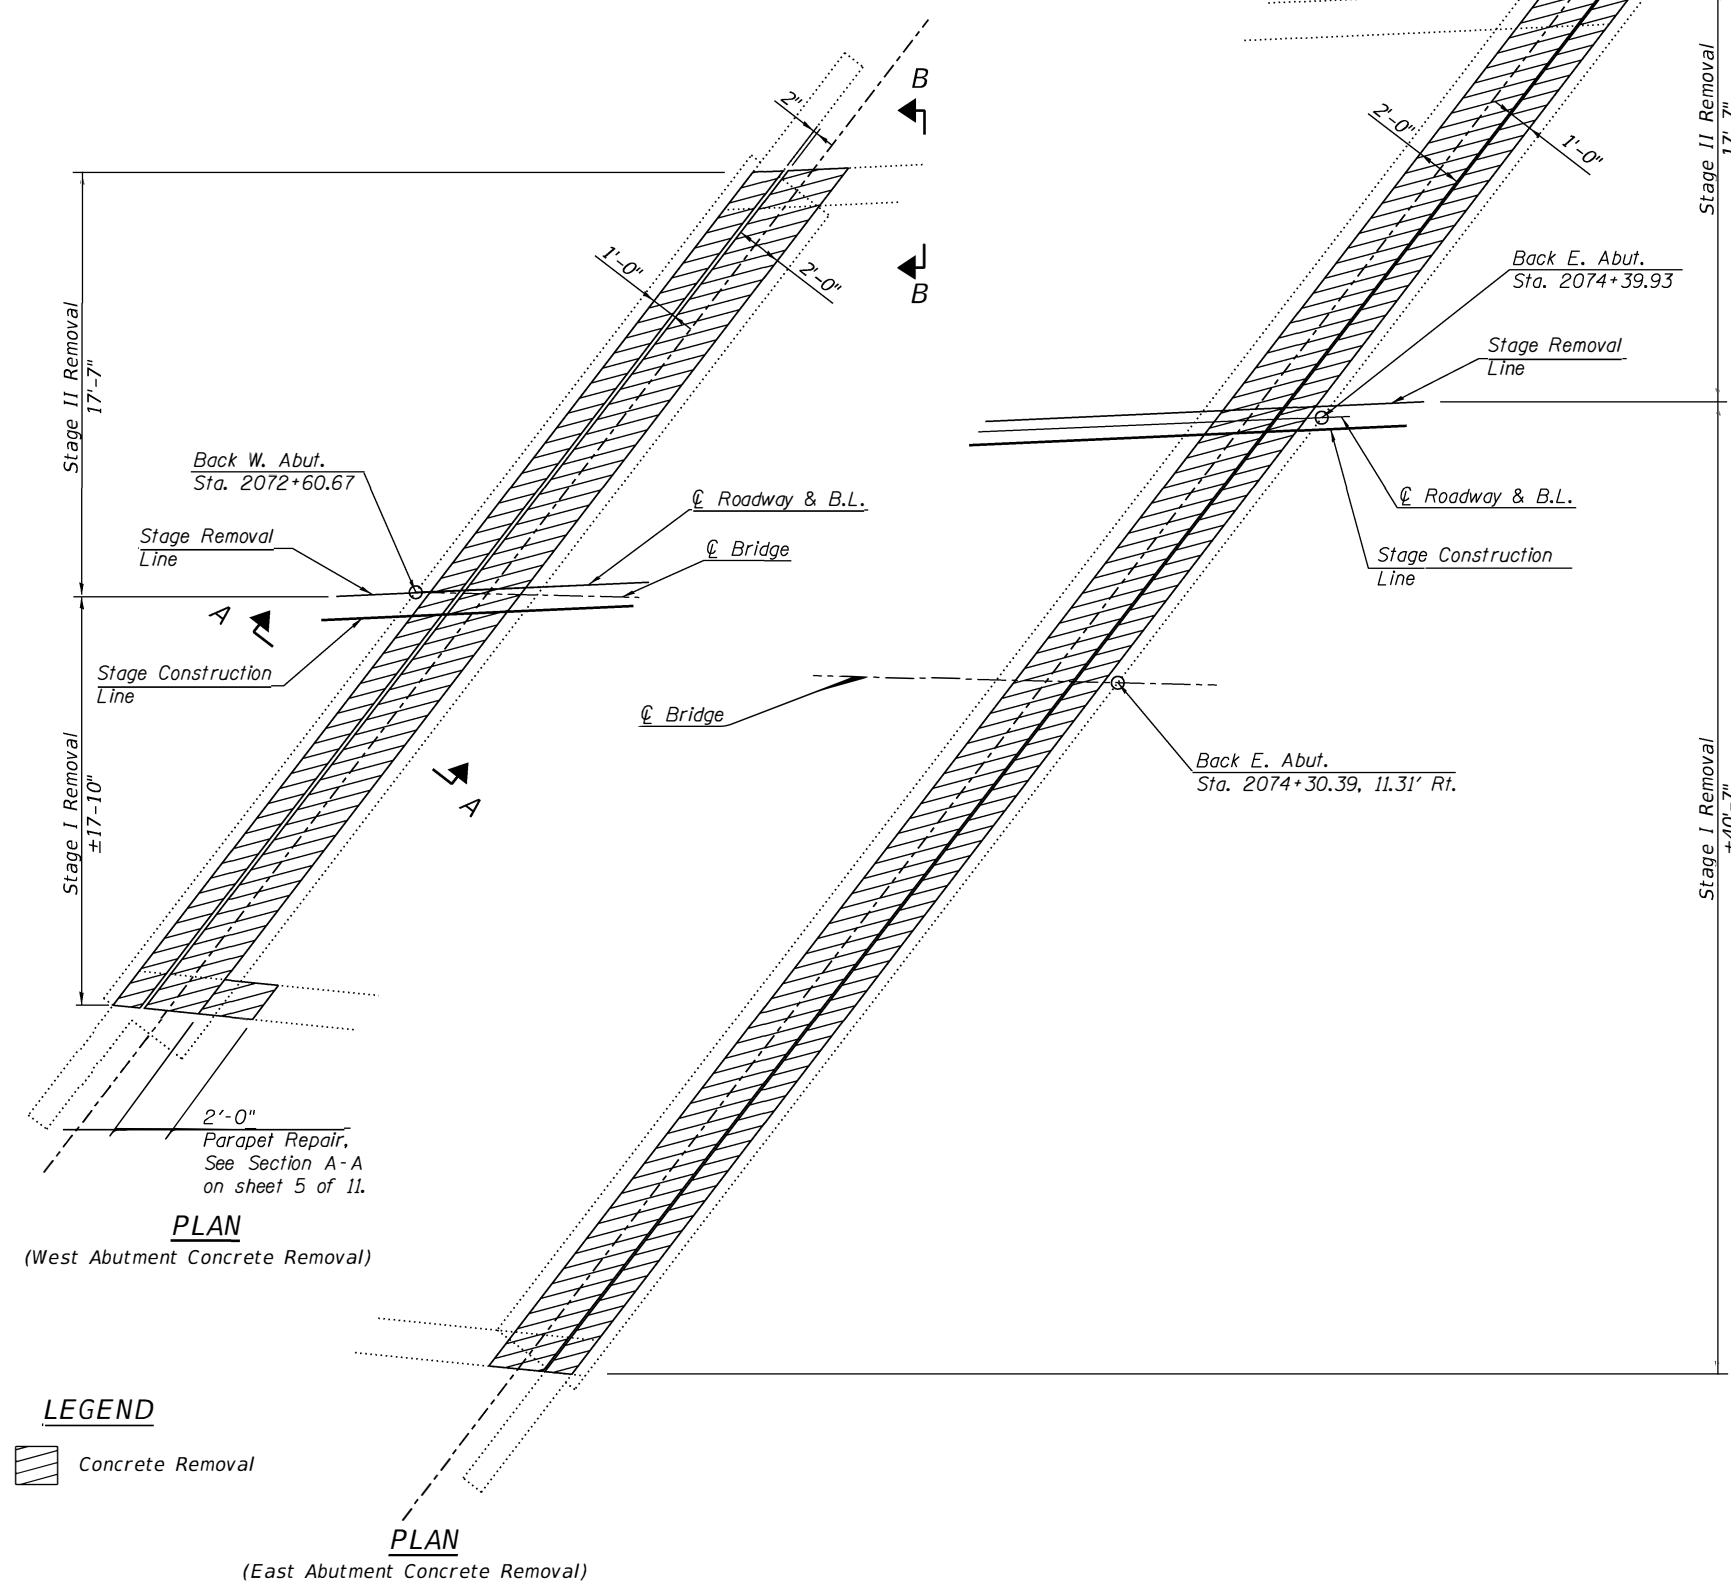 B
2"
2'-0"
1'-0"
Stage II Removal
17'-7"
1'-0"
2'-0"
B
Back E. Abut.
Sta. 2074+39.93
Stage Removal
Line
Stage II Removal
17'-7"
Back W. Abut.
Sta. 2072+60.67
℄ Roadway & B.L.
℄ Roadway & B.L.
Stage Removal
Line
℄ Bridge
Stage Construction
Line
A
Stage Construction
Line
℄ Bridge
Back E. Abut.
Sta. 2074+30.39, 11.31' Rt.
A
Stage I Removal
±17'-10"
Stage I Removal
±40'-7"
2'-0"
Parapet Repair,
See Section A-A
on sheet 5 of 11.
PLAN
(West Abutment Concrete Removal)
LEGEND
Concrete Removal
PLAN
(East Abutment Concrete Removal)